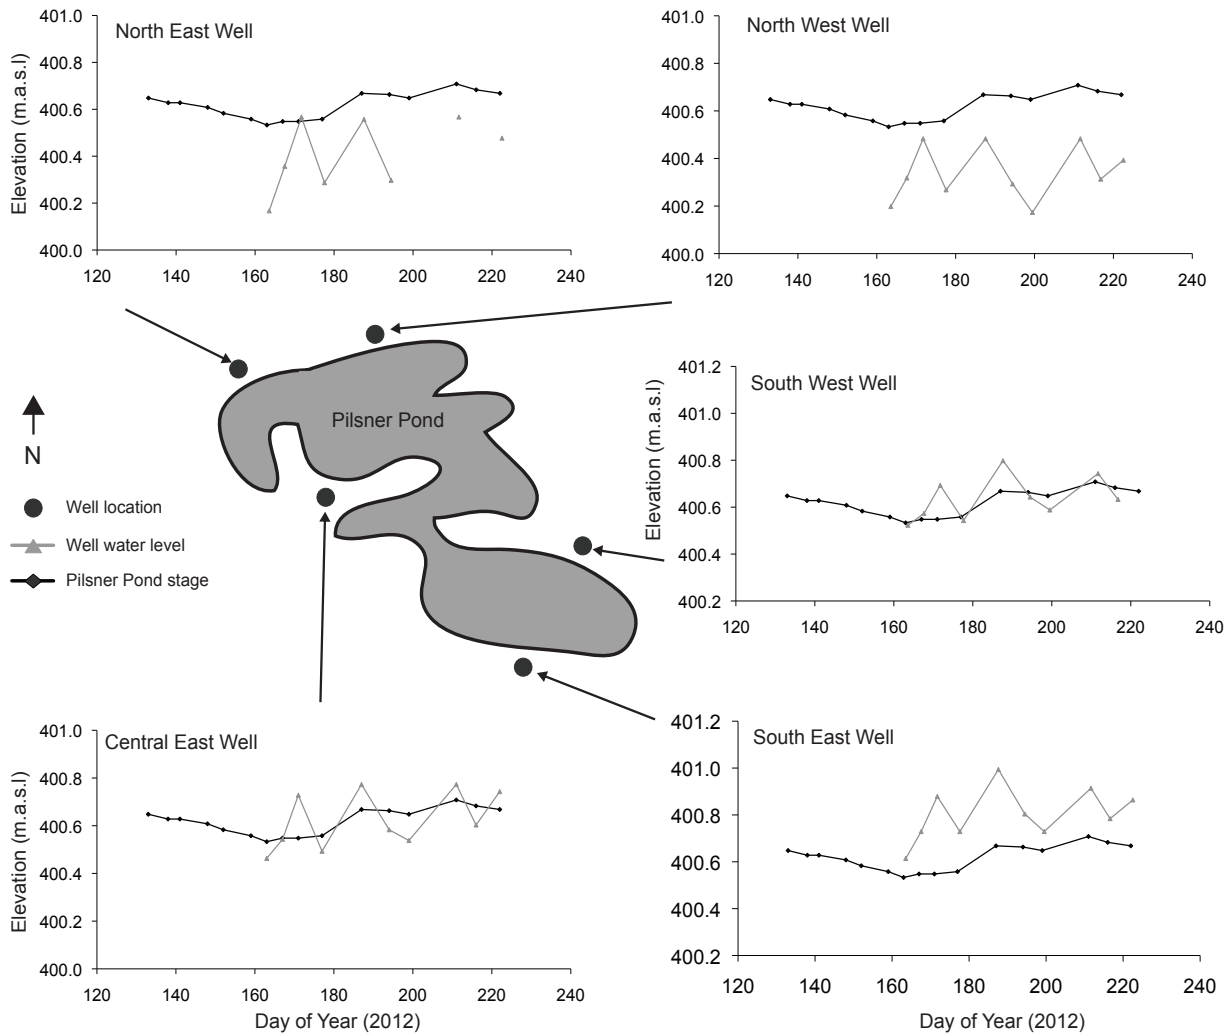 North East Well
Elevation (m.a.s.l)
401.0
400.8
400.6
400.4
400.2
400.0
120 140 160 180 200 220 240
North West Well
401.0
400.8
400.6
400.4
400.2
400.0
120 140 160 180 200 220 240
Pilsner Pond
N
Well location
Well water level
Pilsner Pond stage
South West Well
Elevation (m.a.s.l)
401.2
401.0
400.8
400.6
400.4
400.2
120 140 160 180 200 220 240
Central East Well
Elevation (m.a.s.l)
401.0
400.8
400.6
400.4
400.2
400.0
120 140 160 180 200 220 240
Day of Year (2012)
South East Well
401.2
401.0
400.8
400.6
400.4
400.2
120 140 160 180 200 220 240
Day of Year (2012)